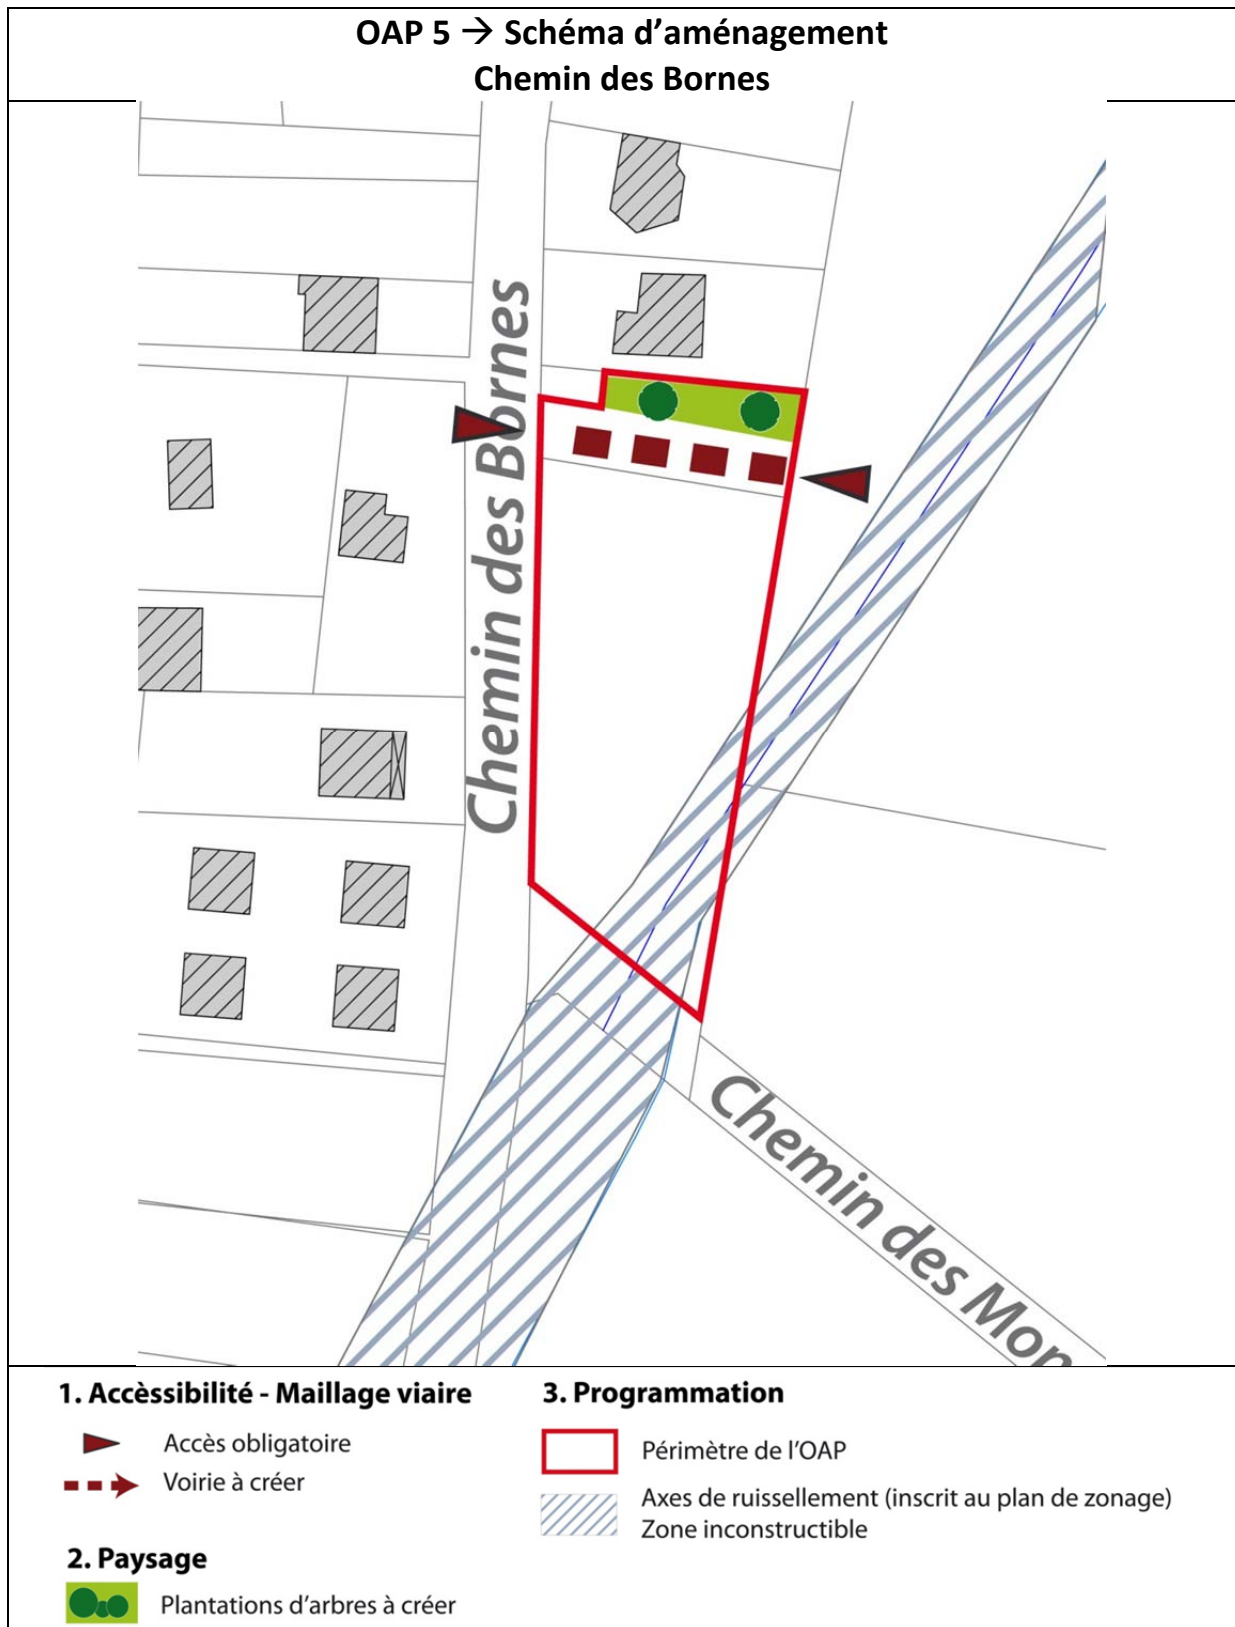 OAP 5 → Schéma d’aménagement
Chemin des Bornes
Chemin des Bornes
Chemin des Mon
1. Accèssibilité - Maillage viaire
Accès obligatoire
Voirie à créer
2. Paysage
Plantations d'arbres à créer
3. Programmation
Périmètre de l'OAP
Axes de ruissellement (inscrit au plan de zonage)
Zone inconstructible